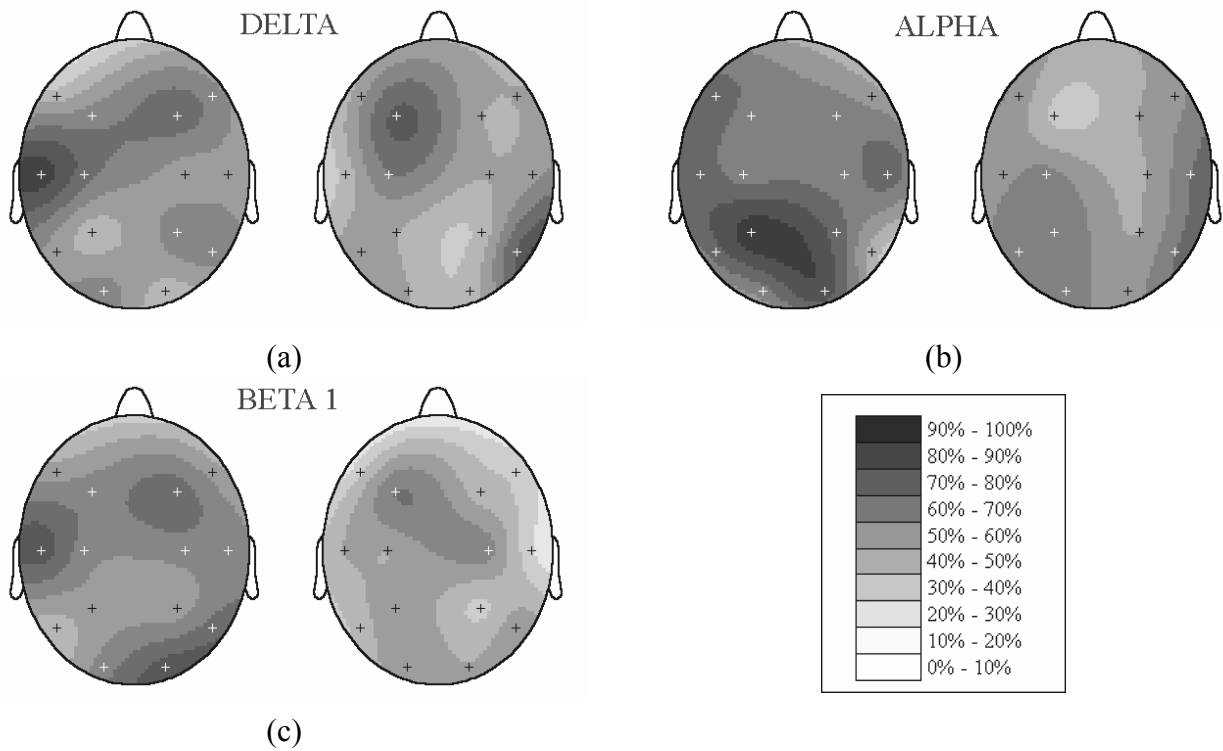 DELTA
ALPHA
(a)
(b)
BETA 1
90% - 100%
80% - 90%
70% - 80%
60% - 70%
50% - 60%
40% - 50%
30% - 40%
20% - 30%
10% - 20%
0% - 10%
(c)